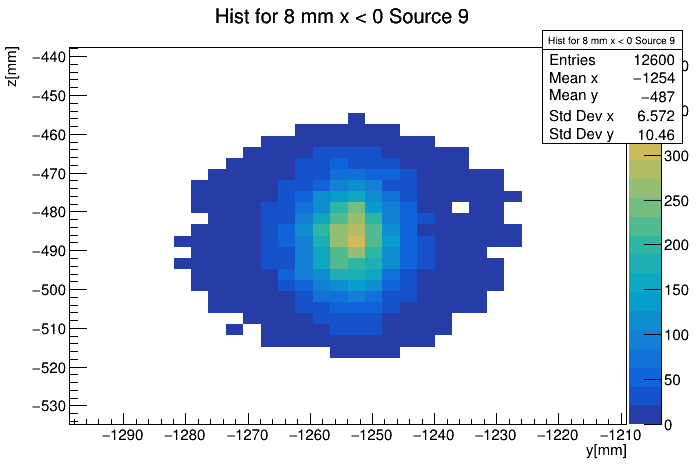 Hist for 8 mm x < 0 Source 9
Hist for 8 mm x < 0 Source 9
Entries 12600
Mean x −1254
Mean y −487
Std Dev x 6.572
Std Dev y 10.46
z[mm]
−440
−450
−460
−470
−480
−490
−500
−510
−520
−530
300
250
200
150
100
50
0
−1290 −1280 −1270 −1260 −1250 −1240 −1230 −1220 −1210
y[mm]